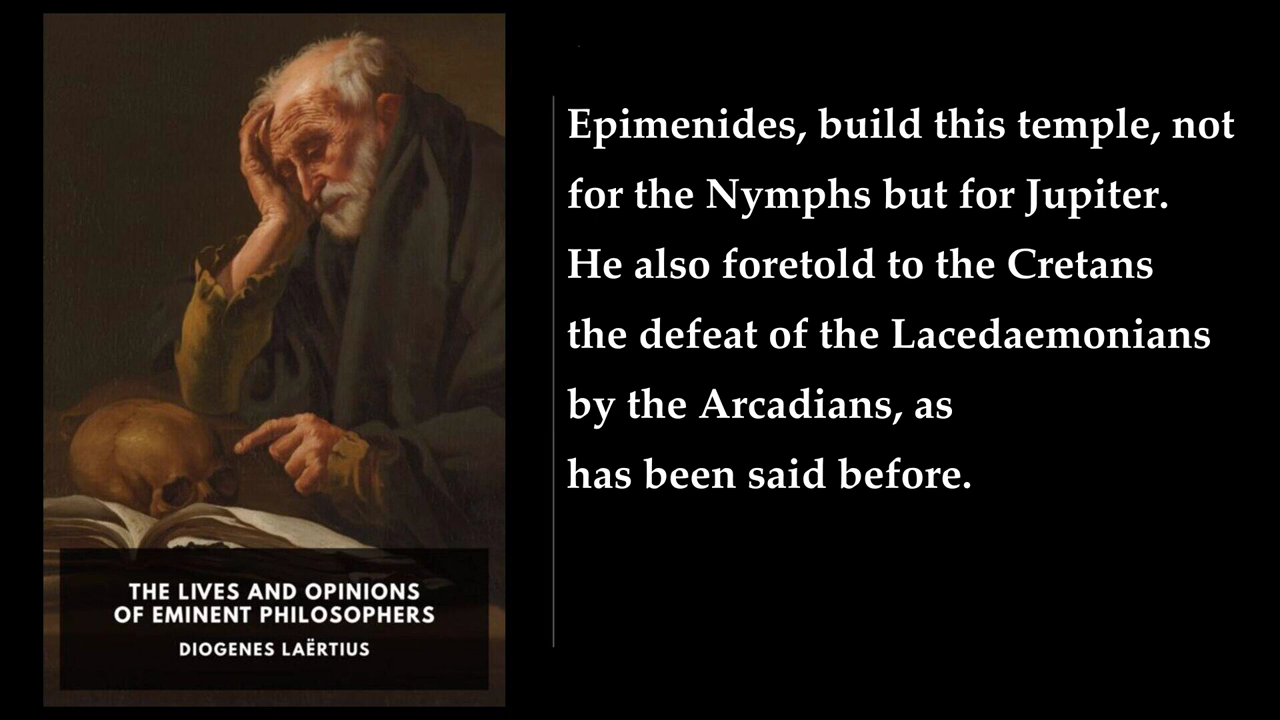 THE LIVES AND OPINIONS
OF EMINENT PHILOSOPHERS
DIOGENES LAËRTIUS
Epimenides, build this temple, not
for the Nymphs but for Jupiter.
He also foretold to the Cretans
the defeat of the Lacedaemonians
by the Arcadians, as
has been said before.